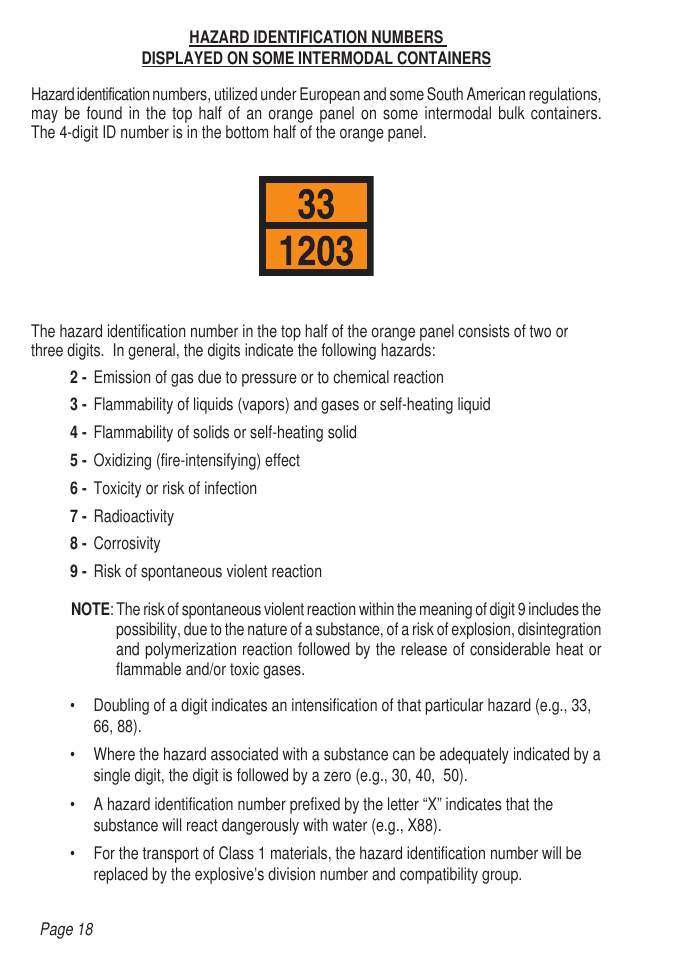 HAZARD IDENTIFICATION NUMBERS
DISPLAYED ON SOME INTERMODAL CONTAINERS
Hazard identification numbers, utilized under European and some South American regulations,
may be found in the top half of an orange panel on some intermodal bulk containers.
The 4-digit ID number is in the bottom half of the orange panel.
33
1203
The hazard identification number in the top half of the orange panel consists of two or
three digits.  In general, the digits indicate the following hazards:
2 - Emission of gas due to pressure or to chemical reaction
3 - Flammability of liquids (vapors) and gases or self-heating liquid
4 - Flammability of solids or self-heating solid
5 - Oxidizing (fire-intensifying) effect
6 - Toxicity or risk of infection
7 - Radioactivity
8 - Corrosivity
9 - Risk of spontaneous violent reaction
NOTE: The risk of spontaneous violent reaction within the meaning of digit 9 includes the
possibility, due to the nature of a substance, of a risk of explosion, disintegration
and polymerization reaction followed by the release of considerable heat or
flammable and/or toxic gases.
• Doubling of a digit indicates an intensification of that particular hazard (e.g., 33,
66, 88).
• Where the hazard associated with a substance can be adequately indicated by a
single digit, the digit is followed by a zero (e.g., 30, 40,  50).
• A hazard identification number prefixed by the letter “X” indicates that the
substance will react dangerously with water (e.g., X88).
• For the transport of Class 1 materials, the hazard identification number will be
replaced by the explosive's division number and compatibility group.
Page 18